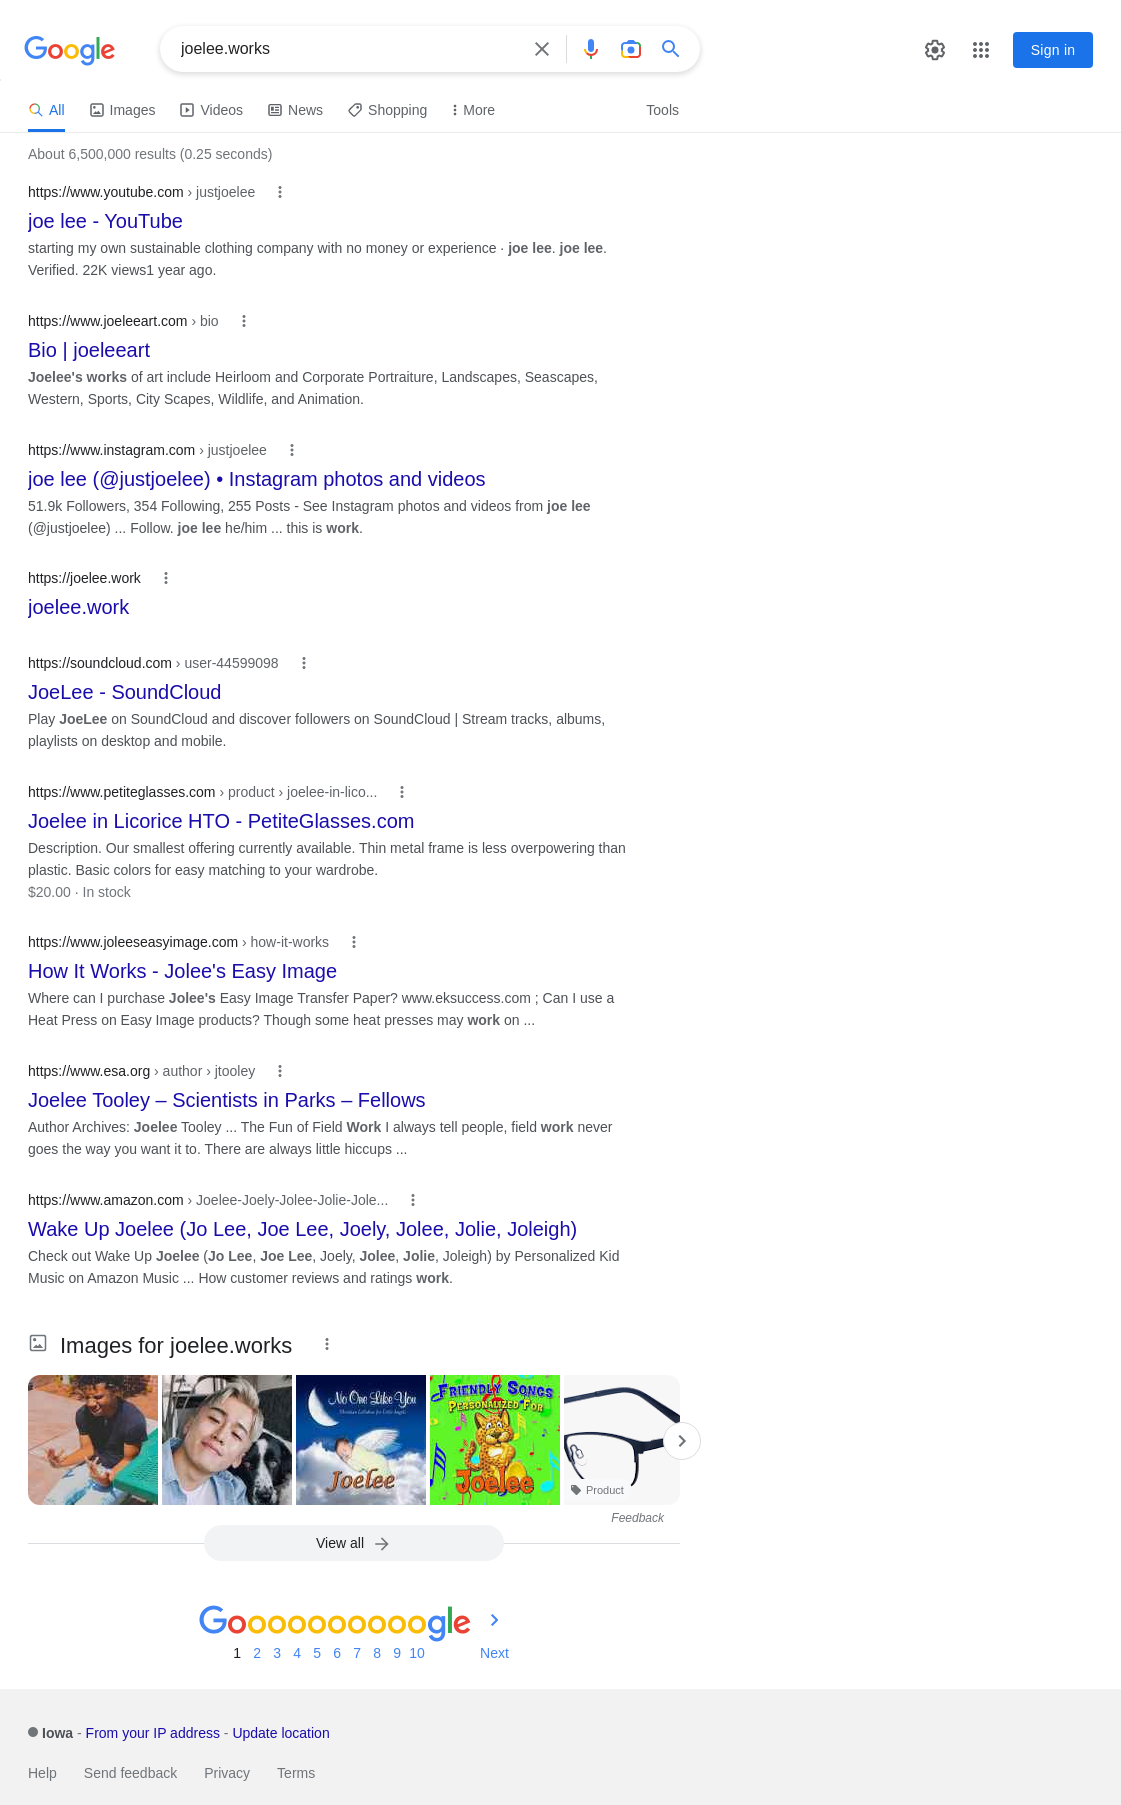 Google
joelee.works
Sign in
All
Images
Videos
News
Shopping
More
Tools
About 6,500,000 results (0.25 seconds)
https://www.youtube.com › justjoelee
joe lee - YouTube
starting my own sustainable clothing company with no money or experience · joe lee. joe lee.
Verified. 22K views1 year ago.
https://www.joeleeart.com › bio
Bio | joeleeart
Joelee's works of art include Heirloom and Corporate Portraiture, Landscapes, Seascapes,
Western, Sports, City Scapes, Wildlife, and Animation.
https://www.instagram.com › justjoelee
joe lee (@justjoelee) • Instagram photos and videos
51.9k Followers, 354 Following, 255 Posts - See Instagram photos and videos from joe lee
(@justjoelee) ... Follow. joe lee he/him ... this is work.
https://joelee.work
joelee.work
https://soundcloud.com › user-44599098
JoeLee - SoundCloud
Play JoeLee on SoundCloud and discover followers on SoundCloud | Stream tracks, albums,
playlists on desktop and mobile.
https://www.petiteglasses.com › product › joelee-in-lico...
Joelee in Licorice HTO - PetiteGlasses.com
Description. Our smallest offering currently available. Thin metal frame is less overpowering than
plastic. Basic colors for easy matching to your wardrobe.
$20.00 · In stock
https://www.joleeseasyimage.com › how-it-works
How It Works - Jolee's Easy Image
Where can I purchase Jolee's Easy Image Transfer Paper? www.eksuccess.com ; Can I use a
Heat Press on Easy Image products? Though some heat presses may work on ...
https://www.esa.org › author › jtooley
Joelee Tooley – Scientists in Parks – Fellows
Author Archives: Joelee Tooley ... The Fun of Field Work I always tell people, field work never
goes the way you want it to. There are always little hiccups ...
https://www.amazon.com › Joelee-Joely-Jolee-Jolie-Jole...
Wake Up Joelee (Jo Lee, Joe Lee, Joely, Jolee, Jolie, Joleigh)
Check out Wake Up Joelee (Jo Lee, Joe Lee, Joely, Jolee, Jolie, Joleigh) by Personalized Kid
Music on Amazon Music ... How customer reviews and ratings work.
Images for joelee.works
No One Like You
Christian Lullabies for Little Angels
Joelee
FRIENDLY SONGS
PERSONALIZED FOR
Joelee
Product
Feedback
View all
Goooooooooogle
1 2 3 4 5 6 7 8 9 10 Next
Iowa - From your IP address - Update location
Help Send feedback Privacy Terms